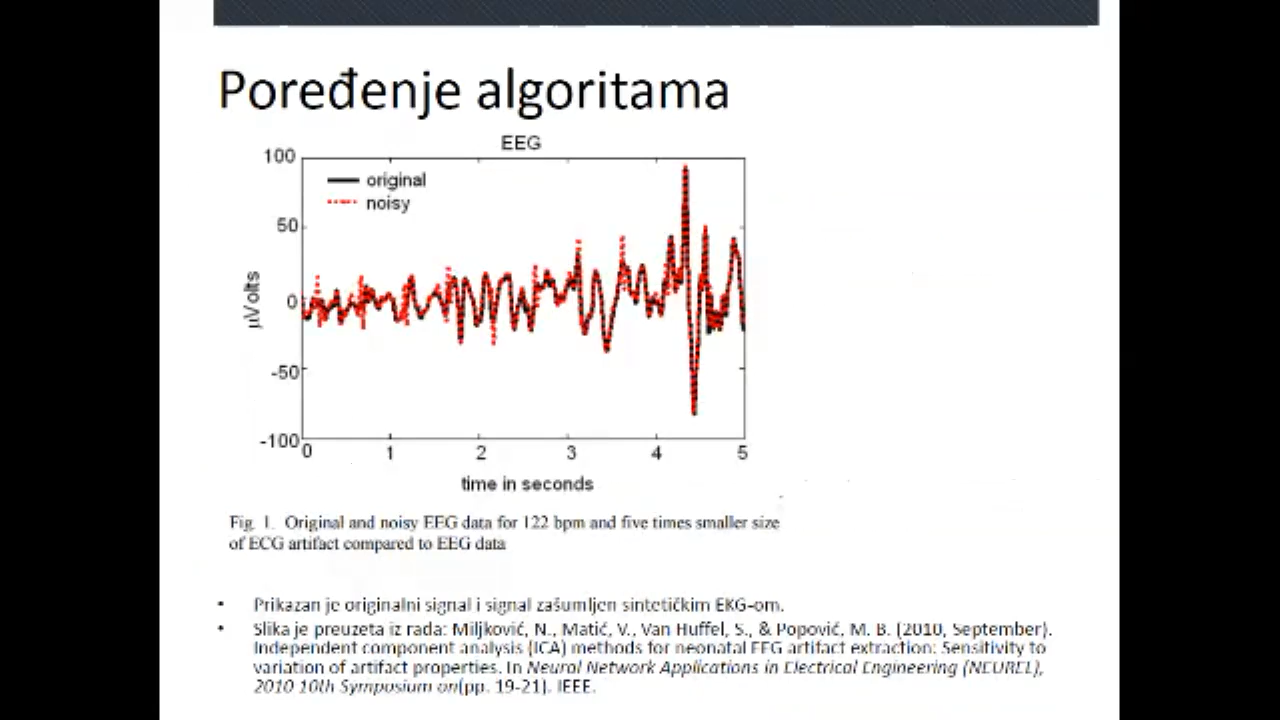 Poređenje algoritama
EEG
100
original
noisy
50
µVolts
0
-50
-100
0 1 2 3 4 5
time in seconds
Fig. 1. Original and noisy EEG data for 122 bpm and five times smaller size
of ECG artifact compared to EEG data
• Prikazan je originalni signal i signal zašumljen sintetičkim EKG-om.
• Slika je preuzeta iz rada: Miljković, N., Matić, V., Van Huffel, S., & Popović, M. B. (2010, September).
Independent component analysis (ICA) methods for neonatal EEG artifact extraction: Sensitivity to
variation of artifact properties. In Neural Network Applications in Electrical Engineering (NEUREL),
2010 10th Symposium on(pp. 19-21). IEEE.